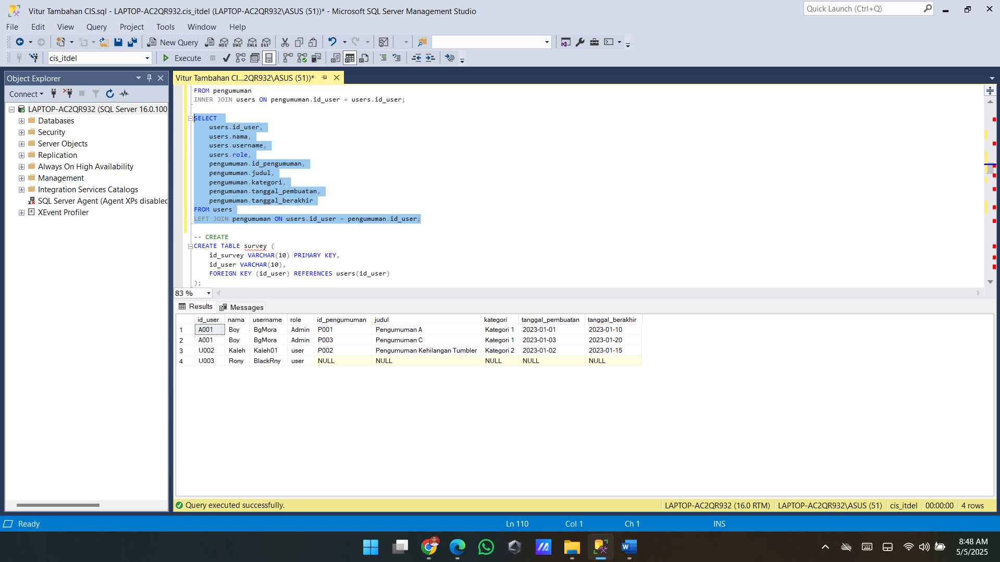 Vitur Tambahan CIS.sql - LAPTOP-AC2QR932.cis_itdel (LAPTOP-AC2QR932\ASUS (51))* - Microsoft SQL Server Management Studio
Quick Launch (Ctrl+Q)
File Edit View Query Project Tools Window Help
New Query MDX DMX XMLA DAX
cis_itdel Execute
Object Explorer
Connect
LAPTOP-AC2QR932 (SQL Server 16.0.100
Databases
Security
Server Objects
Replication
Always On High Availability
Management
Integration Services Catalogs
SQL Server Agent (Agent XPs disabled
XEvent Profiler
Vitur Tambahan CI...2QR932\ASUS (51))*
FROM pengumuman
INNER JOIN users ON pengumuman.id_user = users.id_user;
SELECT
users.id_user,
users.nama,
users.username,
users.role,
pengumuman.id_pengumuman,
pengumuman.judul,
pengumuman.kategori,
pengumuman.tanggal_pembuatan,
pengumuman.tanggal_berakhir
FROM users
LEFT JOIN pengumuman ON users.id_user = pengumuman.id_user;
-- CREATE
CREATE TABLE survey (
id_survey VARCHAR(10) PRIMARY KEY,
id_user VARCHAR(10),
FOREIGN KEY (id_user) REFERENCES users(id_user)
);
83 %
Results Messages
id_user nama username role id_pengumuman judul kategori tanggal_pembuatan tanggal_berakhir
1 A001 Boy BgMora Admin P001 Pengumuman A Kategori 1 2023-01-01 2023-01-10
2 A001 Boy BgMora Admin P003 Pengumuman C Kategori 1 2023-01-03 2023-01-20
3 U002 Kaleh Kaleh01 user P002 Pengumuman Kehilangan Tumbler Kategori 2 2023-01-02 2023-01-15
4 U003 Rony BlackRny user NULL NULL NULL NULL NULL
Query executed successfully. LAPTOP-AC2QR932 (16.0 RTM) LAPTOP-AC2QR932\ASUS (51) cis_itdel 00:00:00 4 rows
Ready Ln 110 Col 1 Ch 1 INS
8:48 AM
5/5/2025